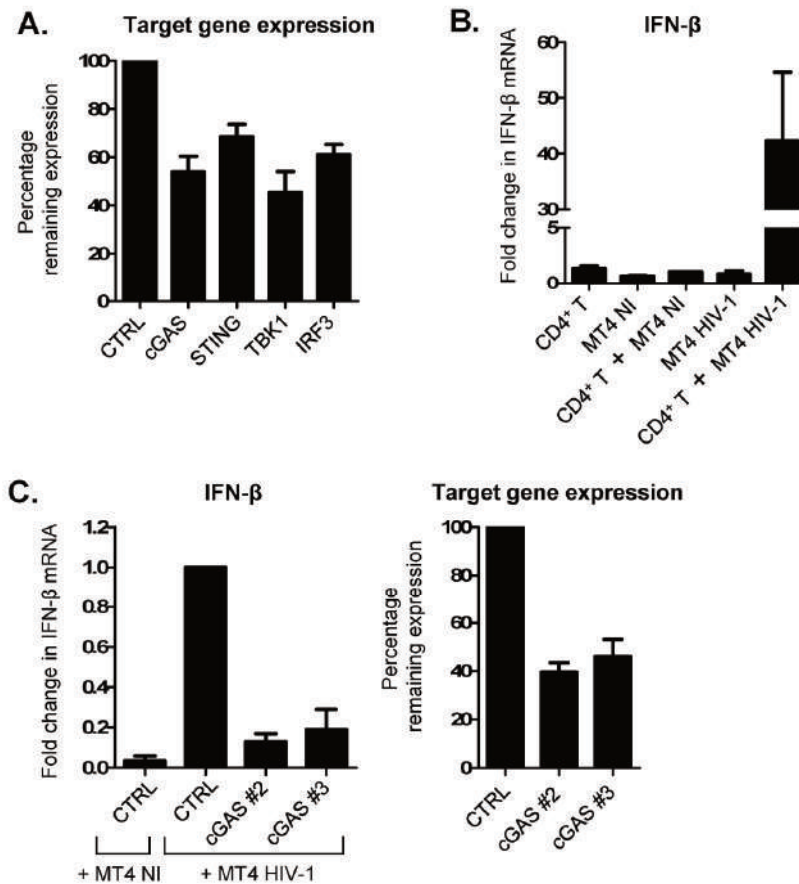 A.
Target gene expression
Percentage
remaining expression
100
80
60
40
20
0
CTRL
cGAS
STING
TBK1
IRF3
B.
IFN-β
Fold change in IFN-β mRNA
60
50
40
30
5
0
CD4⁺ T
MT4 NI
CD4⁺ T + MT4 NI
MT4 HIV-1
CD4⁺ T + MT4 HIV-1
C.
IFN-β
Fold change in IFN-β mRNA
1.2
1.0
0.8
0.6
0.4
0.2
0.0
CTRL
CTRL
cGAS #2
cGAS #3
+ MT4 NI
+ MT4 HIV-1
Target gene expression
Percentage
remaining expression
100
80
60
40
20
0
CTRL
cGAS #2
cGAS #3